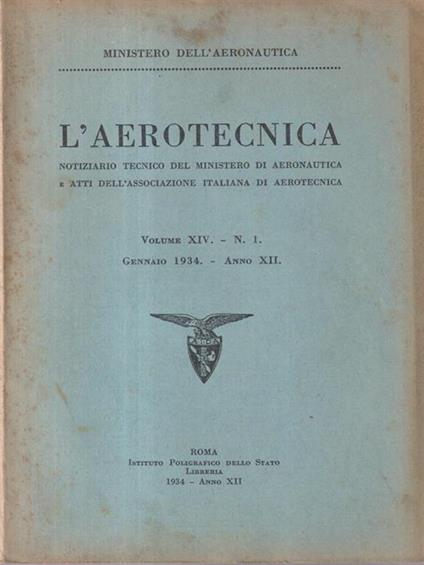 MINISTERO DELL'AERONAUTICA
L'AEROTECNICA
NOTIZIARIO TECNICO DEL MINISTERO DI AERONAUTICA
E ATTI DELL'ASSOCIAZIONE ITALIANA DI AEROTECNICA
VOLUME XIV. - N. 1.
GENNAIO 1934. - ANNO XII.
A.I.D.A.
ROMA
ISTITUTO POLIGRAFICO DELLO STATO
LIBRERIA
1934 - ANNO XII